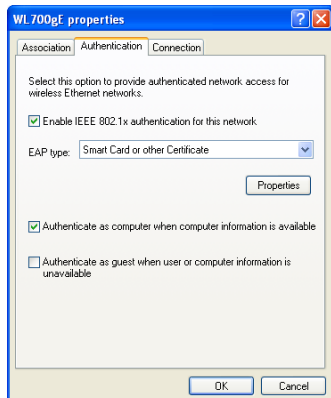 WL700gE properties
Association Authentication Connection
Select this option to provide authenticated network access for
wireless Ethernet networks.
Enable IEEE 802.1x authentication for this network
EAP type: Smart Card or other Certificate
Properties
Authenticate as computer when computer information is available
Authenticate as guest when user or computer information is
unavailable
OK Cancel